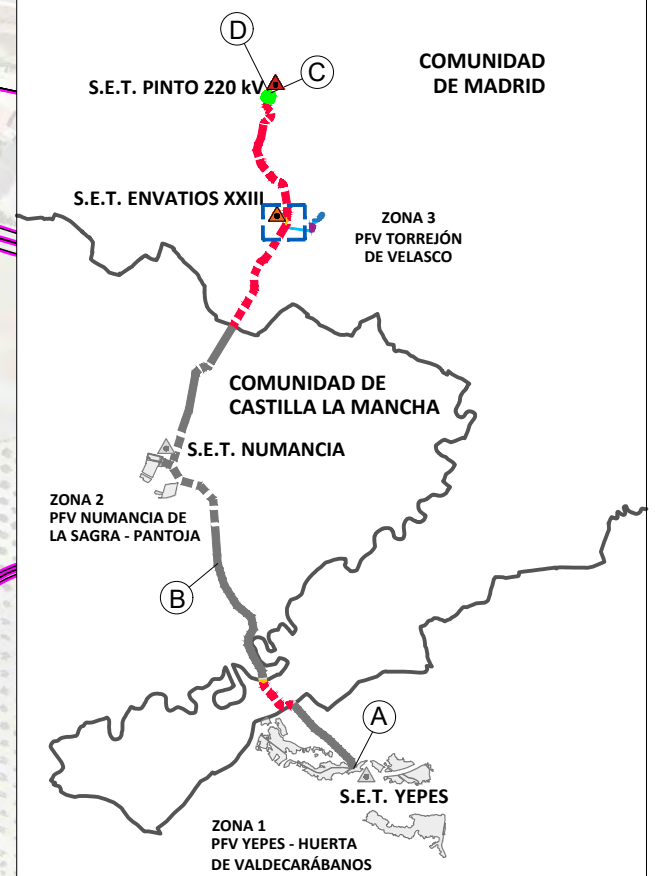 D
C
COMUNIDAD
DE MADRID
S.E.T. PINTO 220 kV
S.E.T. ENVATIOS XXIII
ZONA 3
PFV TORREJÓN
DE VELASCO
COMUNIDAD DE
CASTILLA LA MANCHA
S.E.T. NUMANCIA
ZONA 2
PFV NUMANCIA DE
LA SAGRA - PANTOJA
B
A
S.E.T. YEPES
ZONA 1
PFV YEPES - HUERTA
DE VALDECARÁBANOS